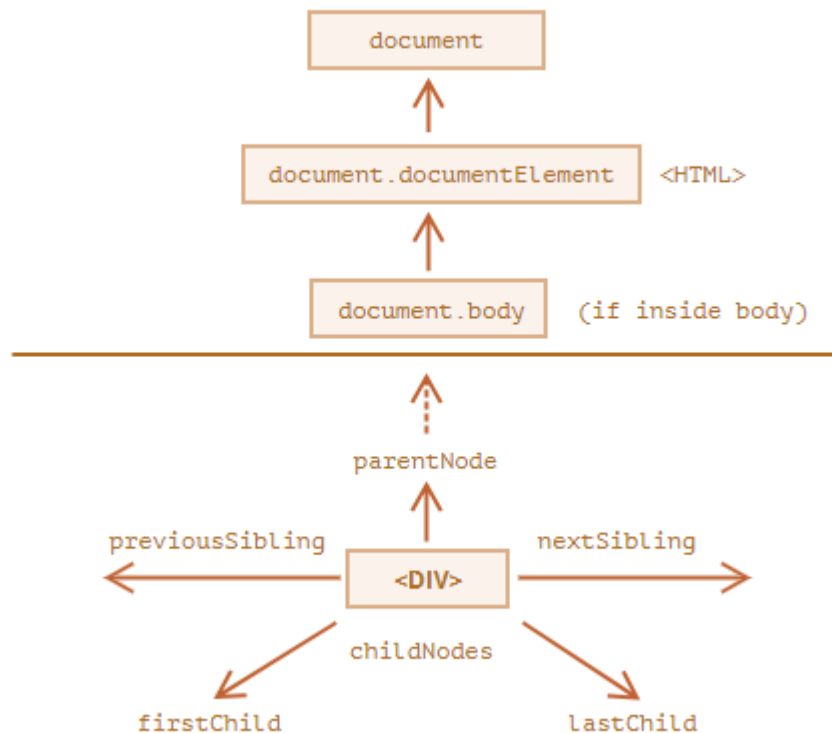 document
document.documentElement <HTML>
document.body (if inside body)
parentNode
previousSibling nextSibling
<DIV>
childNodes
firstChild lastChild